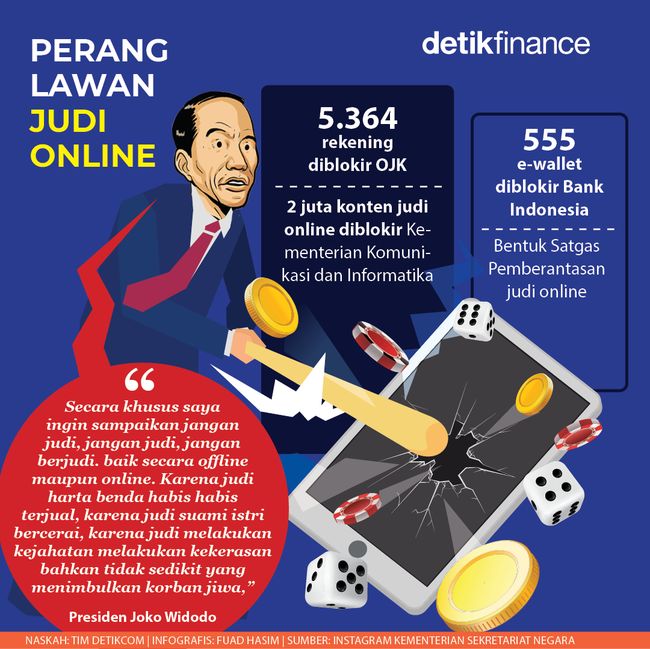 PERANG
LAWAN
JUDI
ONLINE
detikfinance
5.364
rekening
diblokir OJK
2 juta konten judi
online diblokir Ke-
menterian Komuni-
kasi dan Informatika
555
e-wallet
diblokir Bank
Indonesia
Bentuk Satgas
Pemberantasan
judi online
“
Secara khusus saya
ingin sampaikan jangan
judi, jangan judi, jangan
berjudi. baik secara offline
maupun online. Karena judi
harta benda habis habis
terjual, karena judi suami istri
bercerai, karena judi melakukan
kejahatan melakukan kekerasan
bahkan tidak sedikit yang
menimbulkan korban jiwa,”
Presiden Joko Widodo
NASKAH: TIM DETIKCOM | INFOGRAFIS: FUAD HASIM | SUMBER: INSTAGRAM KEMENTERIAN SEKRETARIAT NEGARA